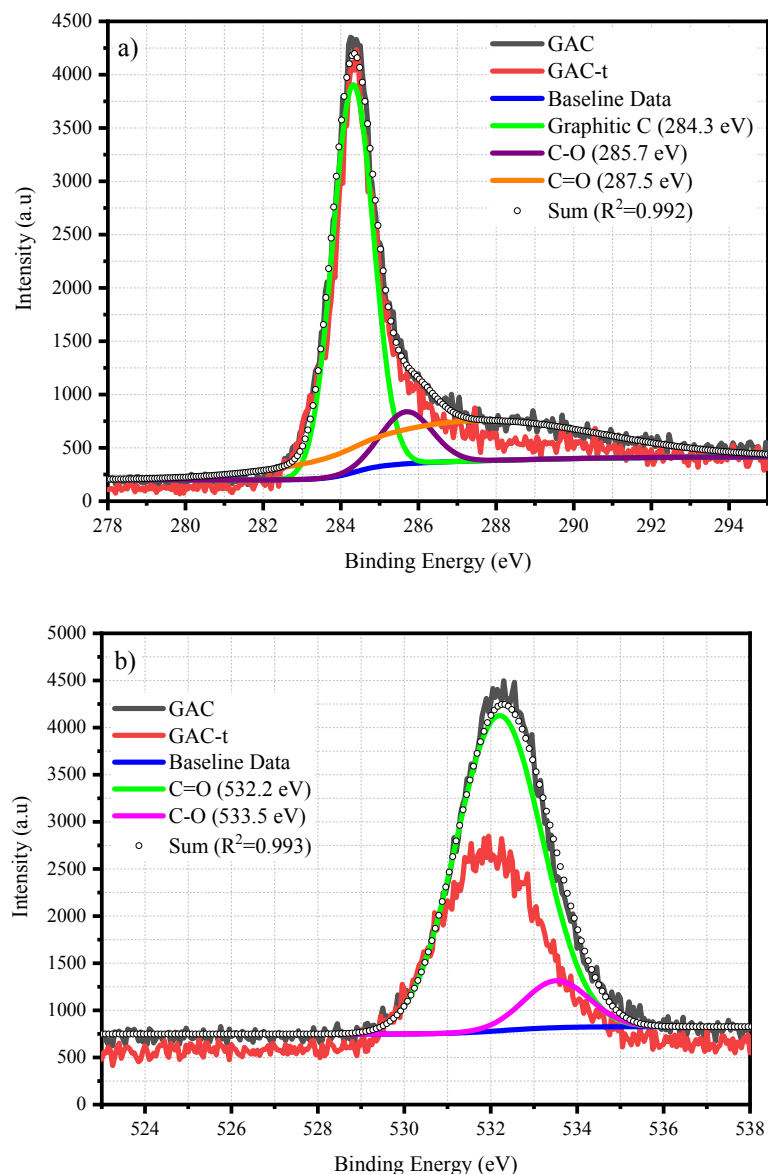 a)
GAC
GAC-t
Baseline Data
Graphitic C (284.3 eV)
C-O (285.7 eV)
C=O (287.5 eV)
Sum (R²=0.992)
Intensity (a.u)
4500
4000
3500
3000
2500
2000
1500
1000
500
0
278 280 282 284 286 288 290 292 294
Binding Energy (eV)
b)
GAC
GAC-t
Baseline Data
C=O (532.2 eV)
C-O (533.5 eV)
Sum (R²=0.993)
Intensity (a.u)
5000
4500
4000
3500
3000
2500
2000
1500
1000
500
0
524 526 528 530 532 534 536 538
Binding Energy (eV)